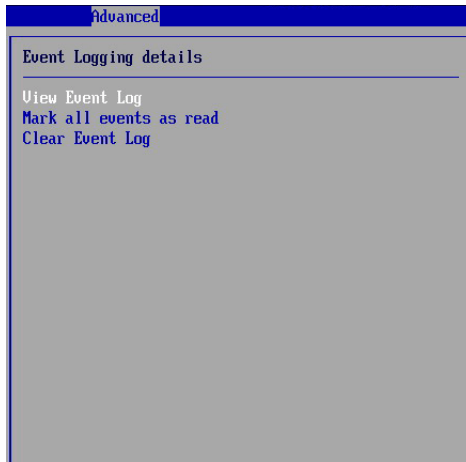 Advanced
Event Logging details
View Event Log
Mark all events as read
Clear Event Log